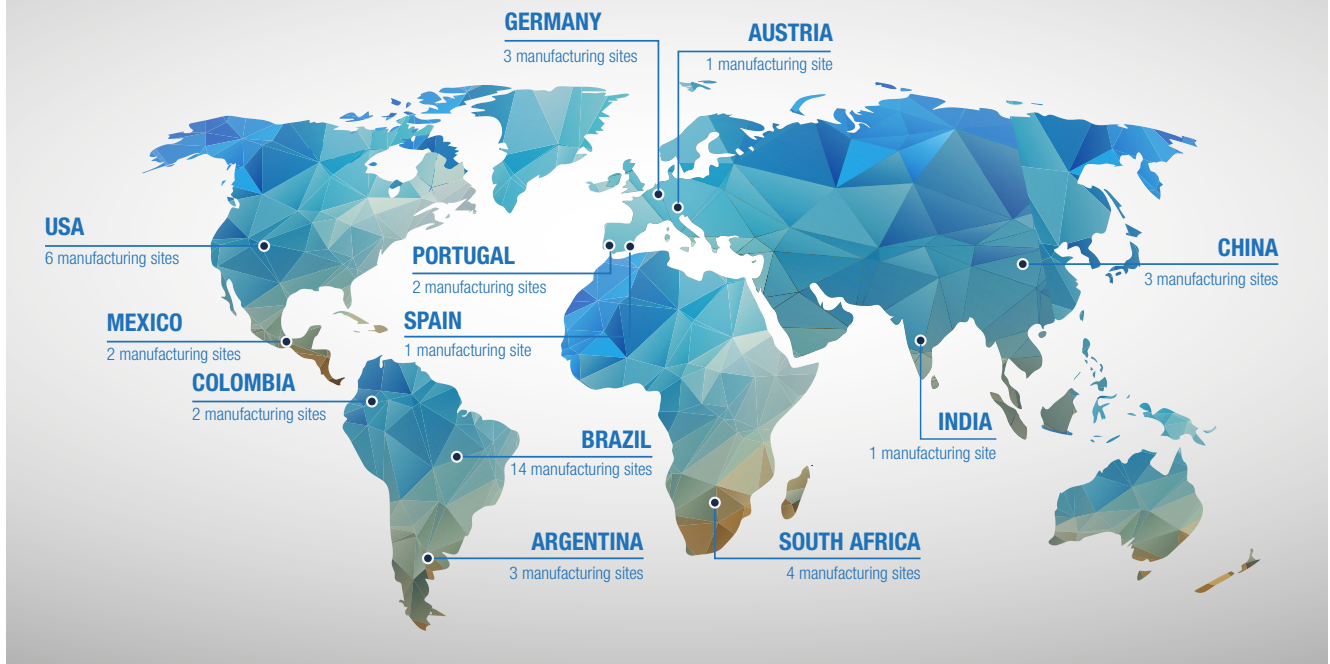 GERMANY
3 manufacturing sites
AUSTRIA
1 manufacturing site
USA
6 manufacturing sites
PORTUGAL
2 manufacturing sites
CHINA
3 manufacturing sites
MEXICO
2 manufacturing sites
SPAIN
1 manufacturing site
COLOMBIA
2 manufacturing sites
INDIA
1 manufacturing site
BRAZIL
14 manufacturing sites
ARGENTINA
3 manufacturing sites
SOUTH AFRICA
4 manufacturing sites